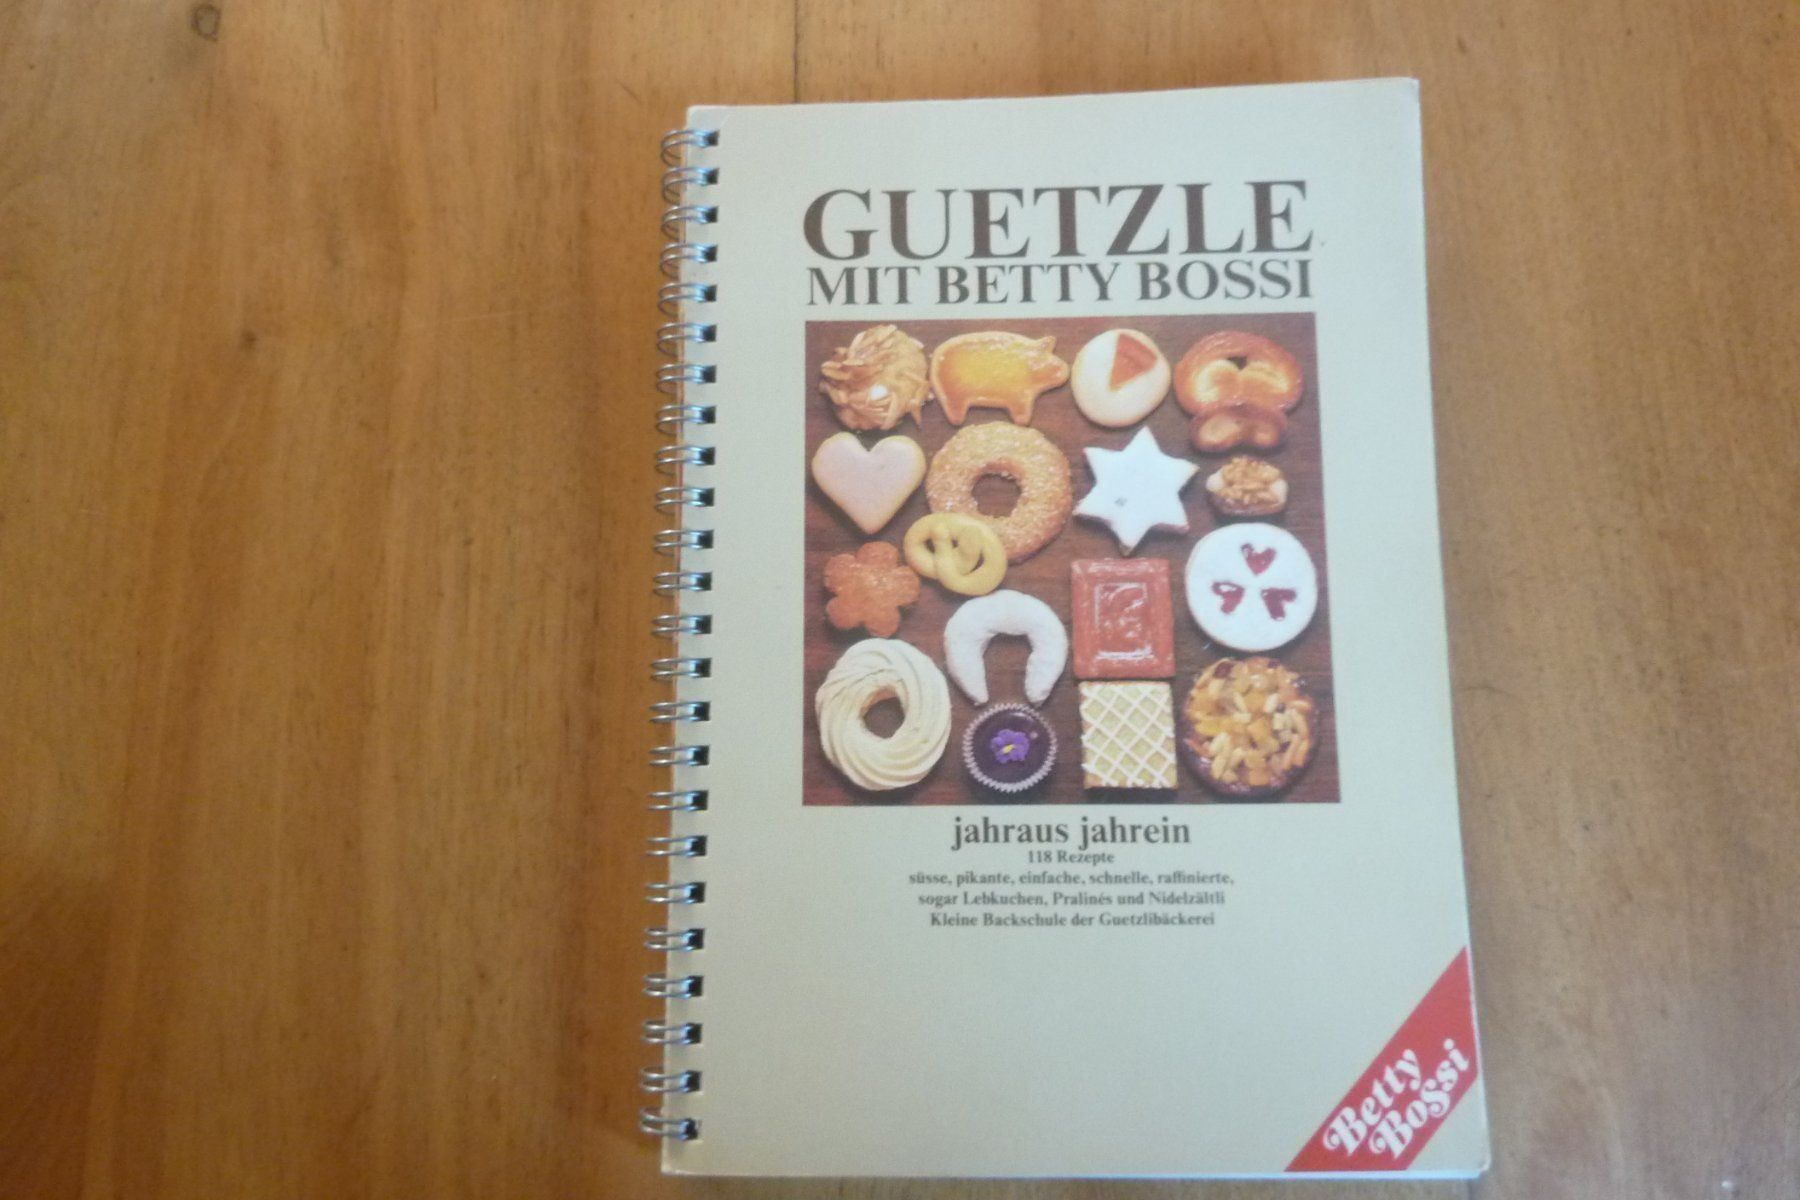 GUETZLE
MIT BETTY BOSSI
jahraus jahrein
118 Rezepte
süsse, pikante, einfache, schnelle, raffinierte,
sogar Lebkuchen, Pralinés und Nidelzältli
Kleine Backschule der Guetzlibäckerei
Betty
Bossi